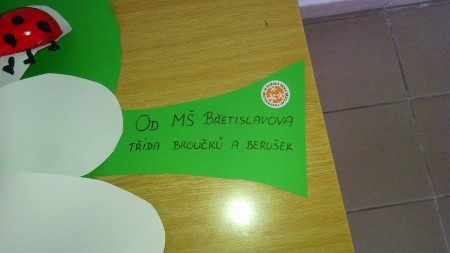 OD MŠ BŘETISLAVOVA
TŘÍDA BROUČKŮ A BERUŠEK